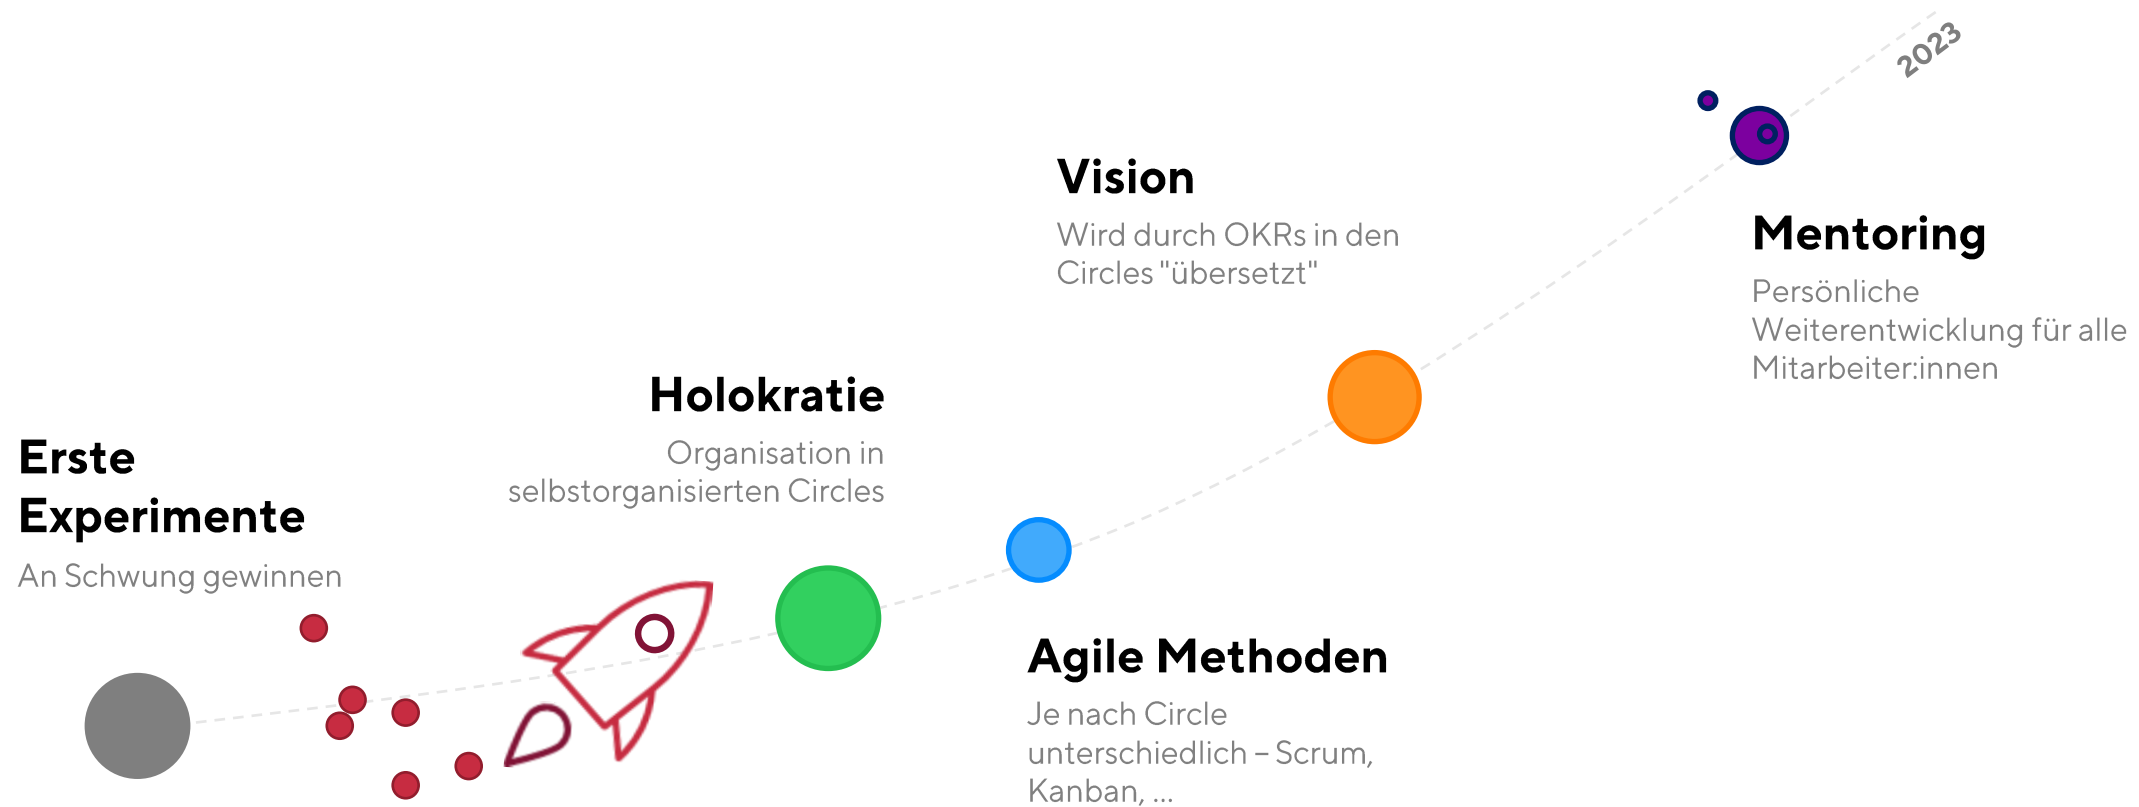 Erste
Experimente
An Schwung gewinnen
Holokratie
Organisation in
selbstorganisierten Circles
Agile Methoden
Je nach Circle
unterschiedlich – Scrum,
Kanban, ...
Vision
Wird durch OKRs in den
Circles "übersetzt"
Mentoring
Persönliche
Weiterentwicklung für alle
Mitarbeiter:innen
2023